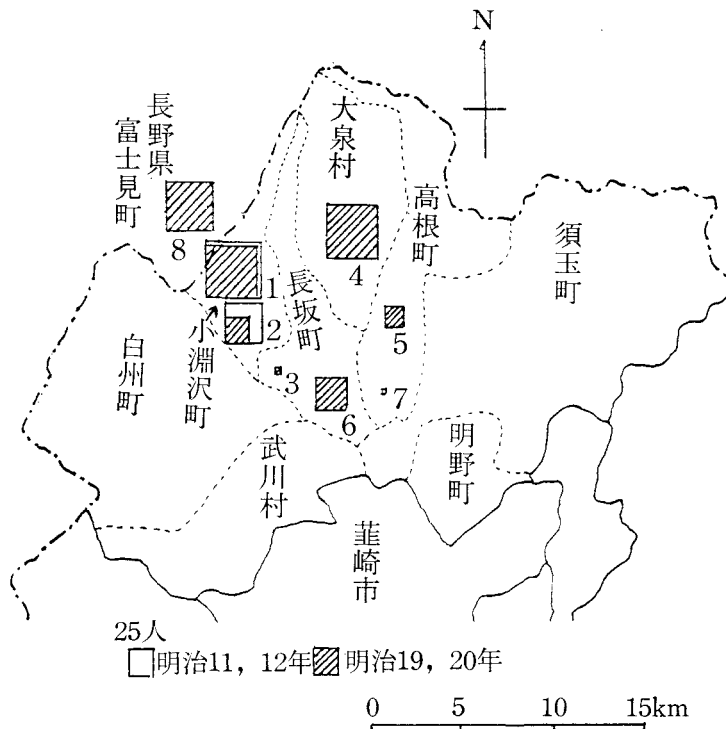 N
長野県
富士見町
大泉村
高根町
須玉町
8
1
4
長坂町
2
小淵沢町
5
白州町
3
6
7
武川村
明野町
韮崎市
25人
明治11，12年 明治19，20年
0 5 10 15km